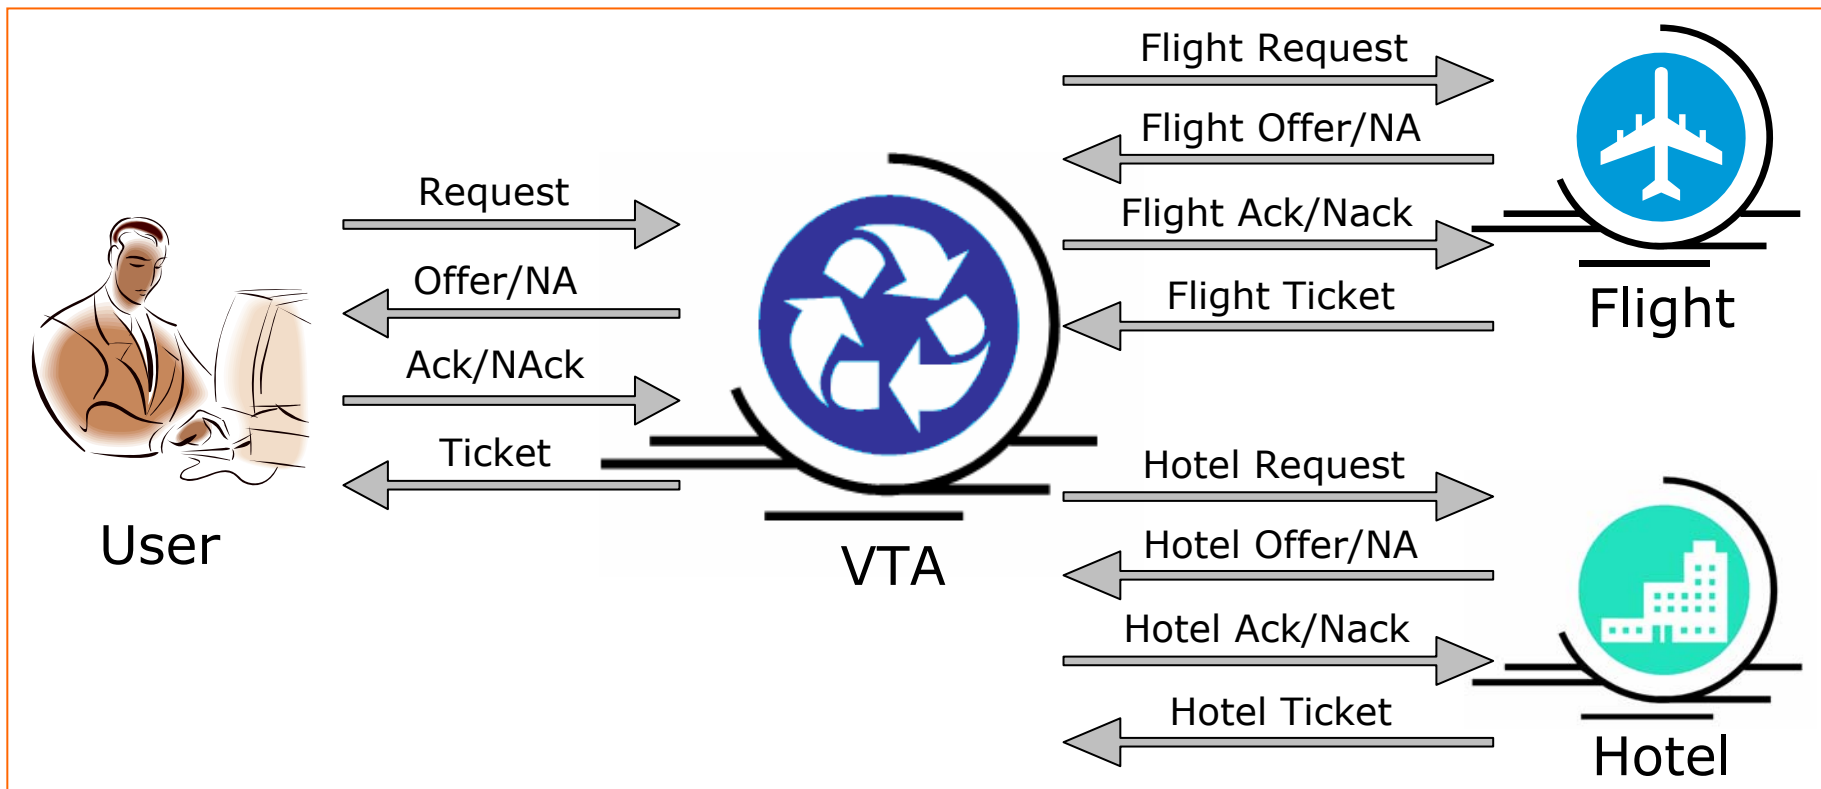 Request
Offer/NA
Ack/NAck
Ticket
User
VTA
Flight Request
Flight Offer/NA
Flight Ack/Nack
Flight Ticket
Flight
Hotel Request
Hotel Offer/NA
Hotel Ack/Nack
Hotel Ticket
Hotel